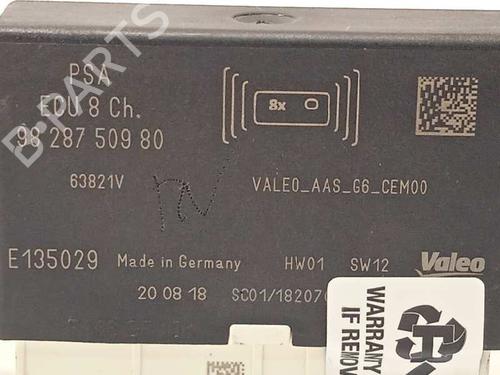 PSA
ECU 8 Ch.
98 287 509 80
8x
63821V
VALEO_AAS_G6_CEM00
E135029
Made in Germany
HW01 SW12
Valeo
20 08 18
WARRANTY
IF REMOV